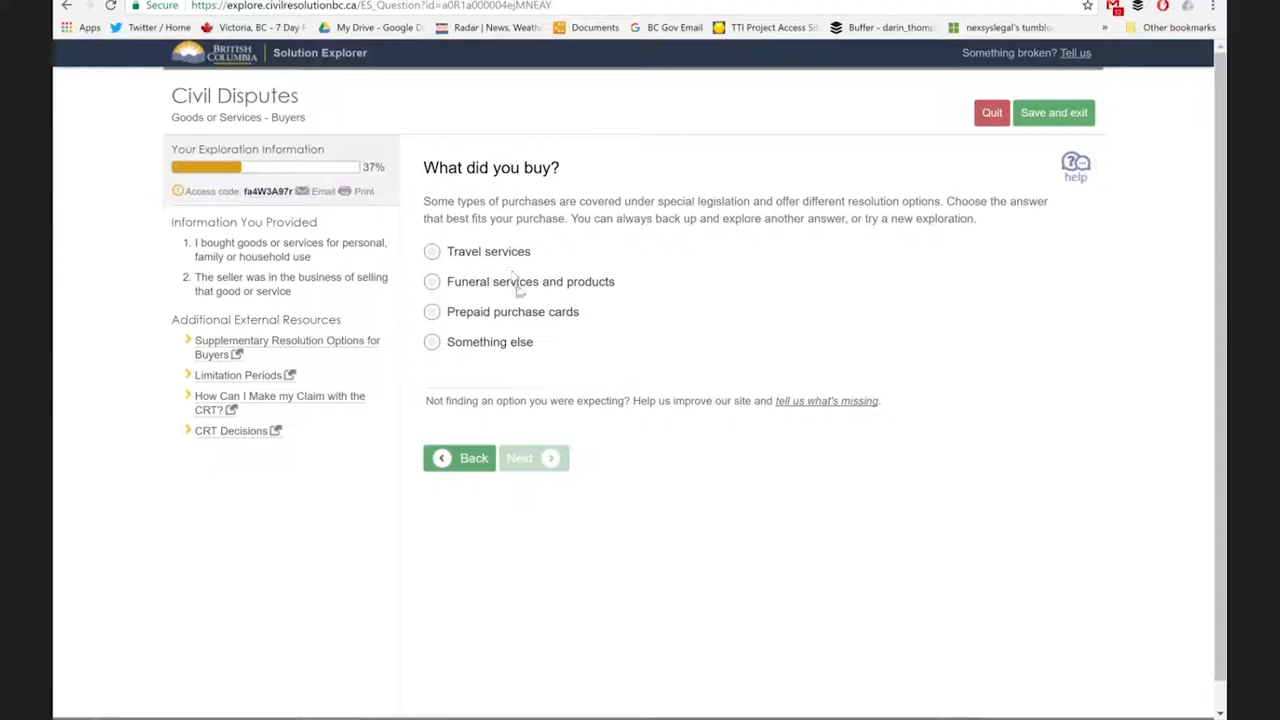 Secure https://explore.civilresolutionbc.ca/ES_Question?id=a0R1a000004ejMNEAY
Apps Twitter / Home Victoria, BC - 7 Day F My Drive - Google D Radar | News, Weath Documents BC Gov Email TTI Project Access Sit Buffer - darin_thomp nexsyslegal's tumblo » Other bookmarks
BRITISH COLUMBIA Solution Explorer Something broken? Tell us
Civil Disputes
Goods or Services - Buyers
Quit Save and exit
Your Exploration Information
37%
Access code: fa4W3A97r Email Print
Information You Provided
1. I bought goods or services for personal,
family or household use
2. The seller was in the business of selling
that good or service
Additional External Resources
Supplementary Resolution Options for
Buyers
Limitation Periods
How Can I Make my Claim with the
CRT?
CRT Decisions
What did you buy?
help
Some types of purchases are covered under special legislation and offer different resolution options. Choose the answer
that best fits your purchase. You can always back up and explore another answer, or try a new exploration.
Travel services
Funeral services and products
Prepaid purchase cards
Something else
Not finding an option you were expecting? Help us improve our site and tell us what's missing.
Back Next